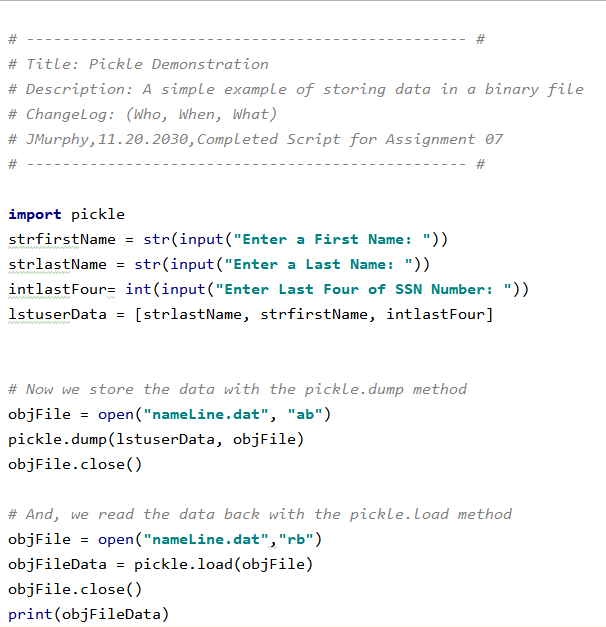 # ------------------------------------------------- #
# Title: Pickle Demonstration
# Description: A simple example of storing data in a binary file
# ChangeLog: (Who, When, What)
# JMurphy,11.20.2030,Completed Script for Assignment 07
# ------------------------------------------------- #
import pickle
strfirstName = str(input("Enter a First Name: "))
strlastName = str(input("Enter a Last Name: "))
intlastFour= int(input("Enter Last Four of SSN Number: "))
lstuserData = [strlastName, strfirstName, intlastFour]
# Now we store the data with the pickle.dump method
objFile = open("nameLine.dat", "ab")
pickle.dump(lstuserData, objFile)
objFile.close()
# And, we read the data back with the pickle.load method
objFile = open("nameLine.dat","rb")
objFileData = pickle.load(objFile)
objFile.close()
print(objFileData)